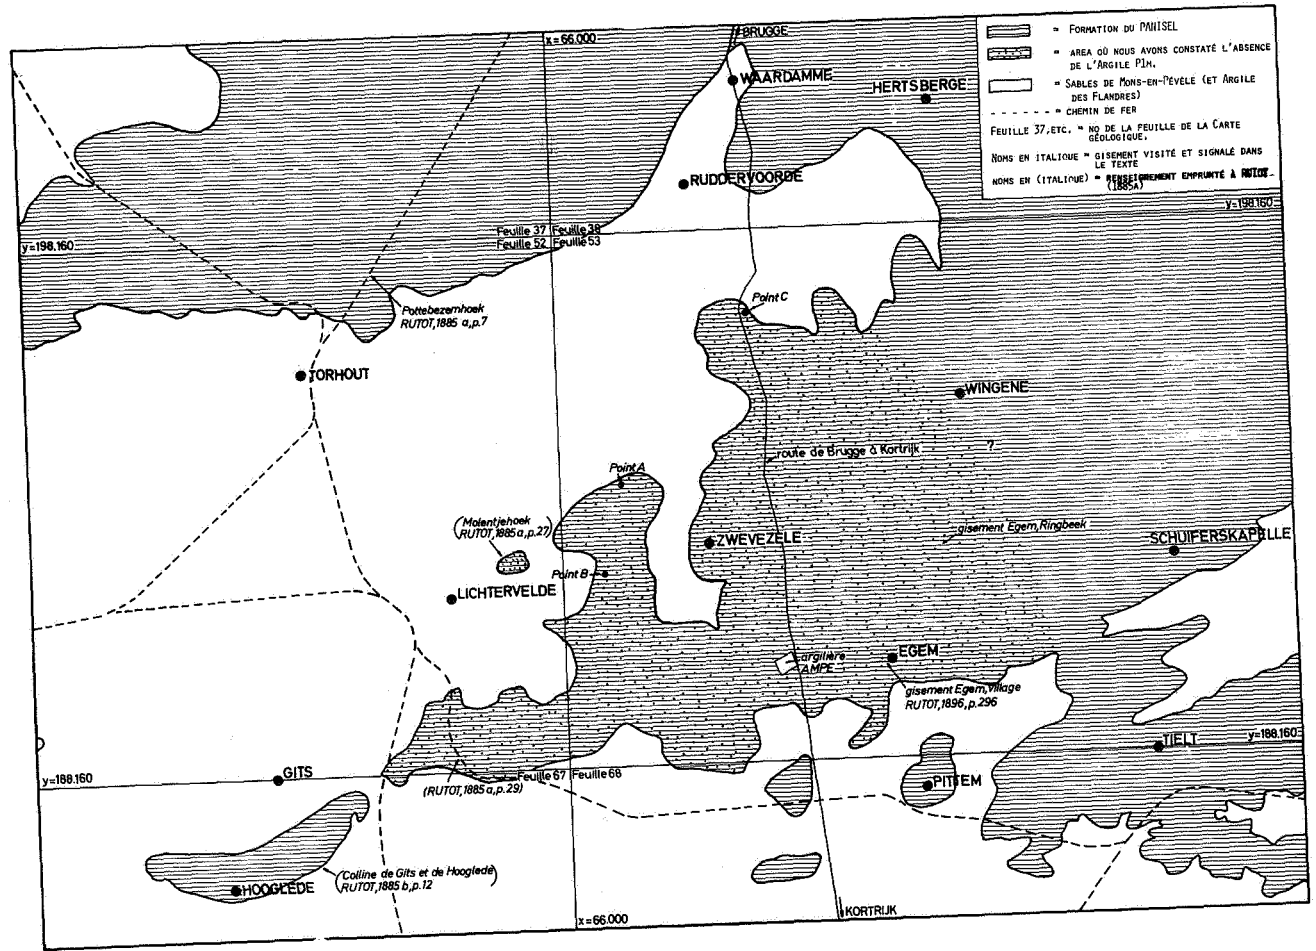 x=66.000
BRUGGE
WAARDAMME
HERTSBERGE
= FORMATION DU PANISEL
= AREA OÙ NOUS AVONS CONSTATÉ L'ABSENCE
DE L'ARGILE P1M.
= SABLES DE MONS-EN-PÉVÈLE (ET ARGILE
DES FLANDRES)
= CHEMIN DE FER
FEUILLE 37,ETC. = NO DE LA FEUILLE DE LA CARTE
GÉOLOGIQUE.
NOMS EN ITALIQUE = GISEMENT VISITÉ ET SIGNALÉ DANS
LE TEXTE
NOMS EN (ITALIQUE) = RENSEIGNEMENT EMPRUNTÉ À RUTOT
(1885A)
RUDDERVOORDE
y=198.160
y=198.160
Feuille 37 Feuille 38
Feuille 52 Feuille 53
Pottebezemhoek
RUTOT,1885 a,p.7
Point C
TORHOUT
WINGENE
route de Brugge à Kortrijk
?
Point A
(Molentjehoek
RUTOT,1885a,p.27)
gisement Egem,Ringbeek
ZWEVEZELE
SCHUIFERSKAPELLE
Point B
LICHTERVELDE
argilière
AMPE
EGEM
gisement Egem,Village
RUTOT,1896,p.296
TIELT
y=188.160
y=188.160
GITS
Feuille 67 Feuille 68
(RUTOT,1885a,p.29)
PITTEM
(Colline de Gits et de Hooglede)
RUTOT,1885b,p.12
HOOGLEDE
x=66.000
KORTRIJK